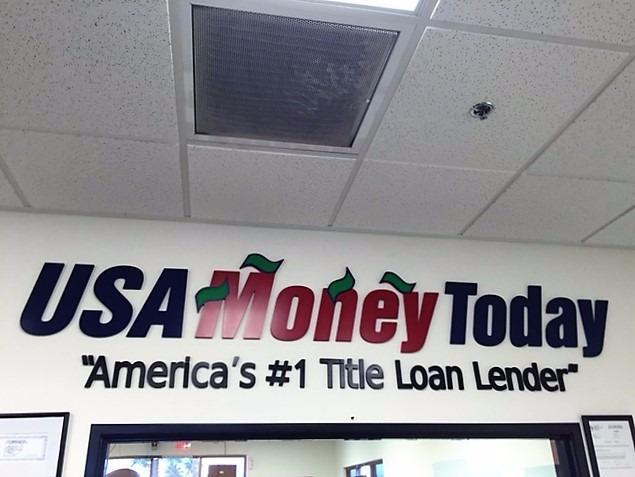 USA Money Today
"America's #1 Title Loan Lender"